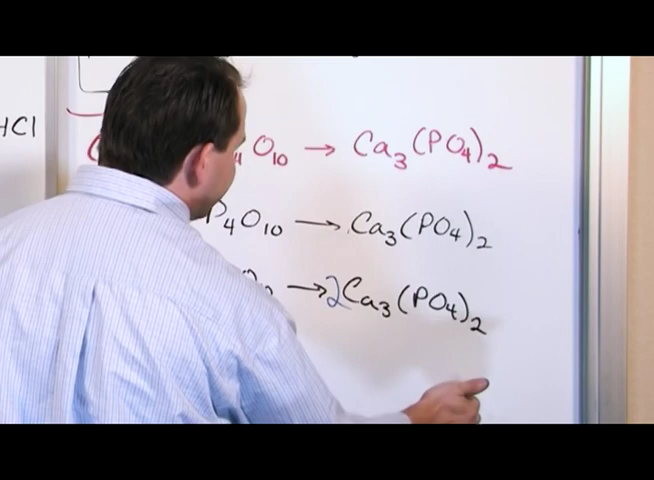 HCl
O₁₀ → Ca₃(PO₄)₂
P₄O₁₀ → Ca₃(PO₄)₂
→ 2Ca₃(PO₄)₂